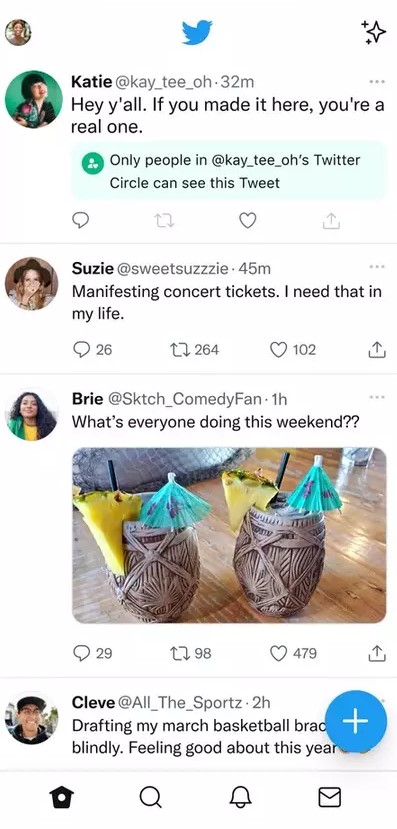 Katie @kay_tee_oh · 32m
Hey y'all. If you made it here, you're a
real one.
Only people in @kay_tee_oh's Twitter
Circle can see this Tweet
Suzie @sweetsuzzzie · 45m
Manifesting concert tickets. I need that in
my life.
26 264 102
Brie @Sktch_ComedyFan · 1h
What's everyone doing this weekend??
29 98 479
Cleve @All_The_Sportz · 2h
Drafting my march basketball brac
blindly. Feeling good about this year